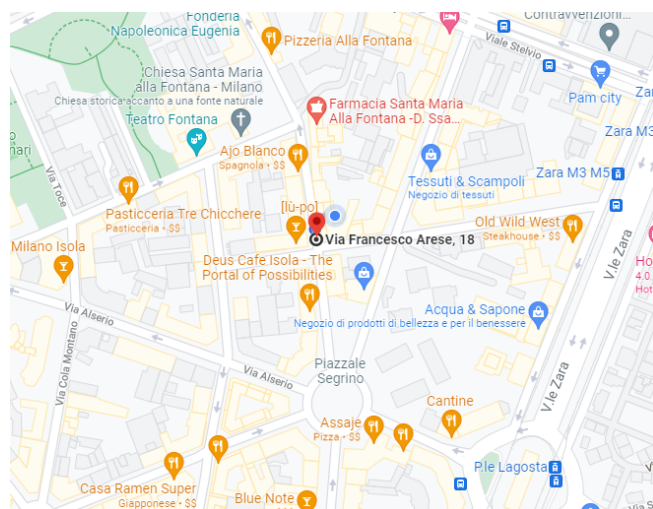 Fonderia
Napoleonica Eugenia
Pizzeria Alla Fontana
Contravvenzioni...
Viale Stelvio
Chiesa Santa Maria
alla Fontana - Milano
Chiesa storica accanto a una fonte naturale
Teatro Fontana
Farmacia Santa Maria
Alla Fontana -D. Ssa...
Pam city
Zara
Zara M3
Ajo Blanco
Spagnola • $$
Tessuti & Scampoli
Negozio di tessuti
Zara M3 M5
Via Toce
Pasticceria Tre Chicchere
Pasticceria • $$
[lù-po]
Via Francesco Arese, 18
Old Wild West
Steakhouse • $$
Milano Isola
Deus Cafe Isola - The
Portal of Possibilities
V.le Zara
Ho
4.0
Hot
Via Alserio
Acqua & Sapone
Negozio di prodotti di bellezza e per il benessere
Via Cola Montano
Via Alserio
Piazzale
Segrino
V.le Zara
Cantine
Assaje
Pizza • $$
P.le Lagosta
Casa Ramen Super
Giapponese • $$
Blue Note